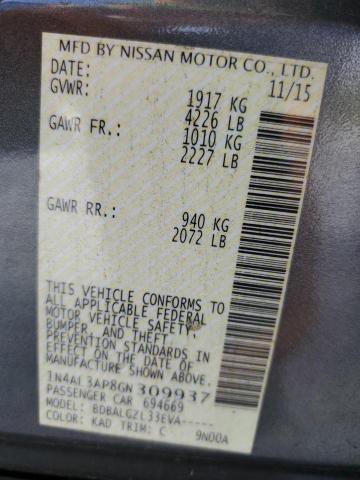 MFD BY NISSAN MOTOR CO., LTD.
DATE: 11/15
GVWR: 1917 KG
4226 LB
GAWR FR.: 1010 KG
2227 LB
GAWR RR.: 940 KG
2072 LB
THIS VEHICLE CONFORMS TO
ALL APPLICABLE FEDERAL
MOTOR VEHICLE SAFETY,
BUMPER, AND THEFT
PREVENTION STANDARDS IN
EFFECT ON THE DATE OF
MANUFACTURE SHOWN ABOVE.
1N4AL3AP8GN309937
PASSENGER CAR 694669
MODEL: BDBALGZL33EVA-----
COLOR: KAD TRIM: C 9N00A